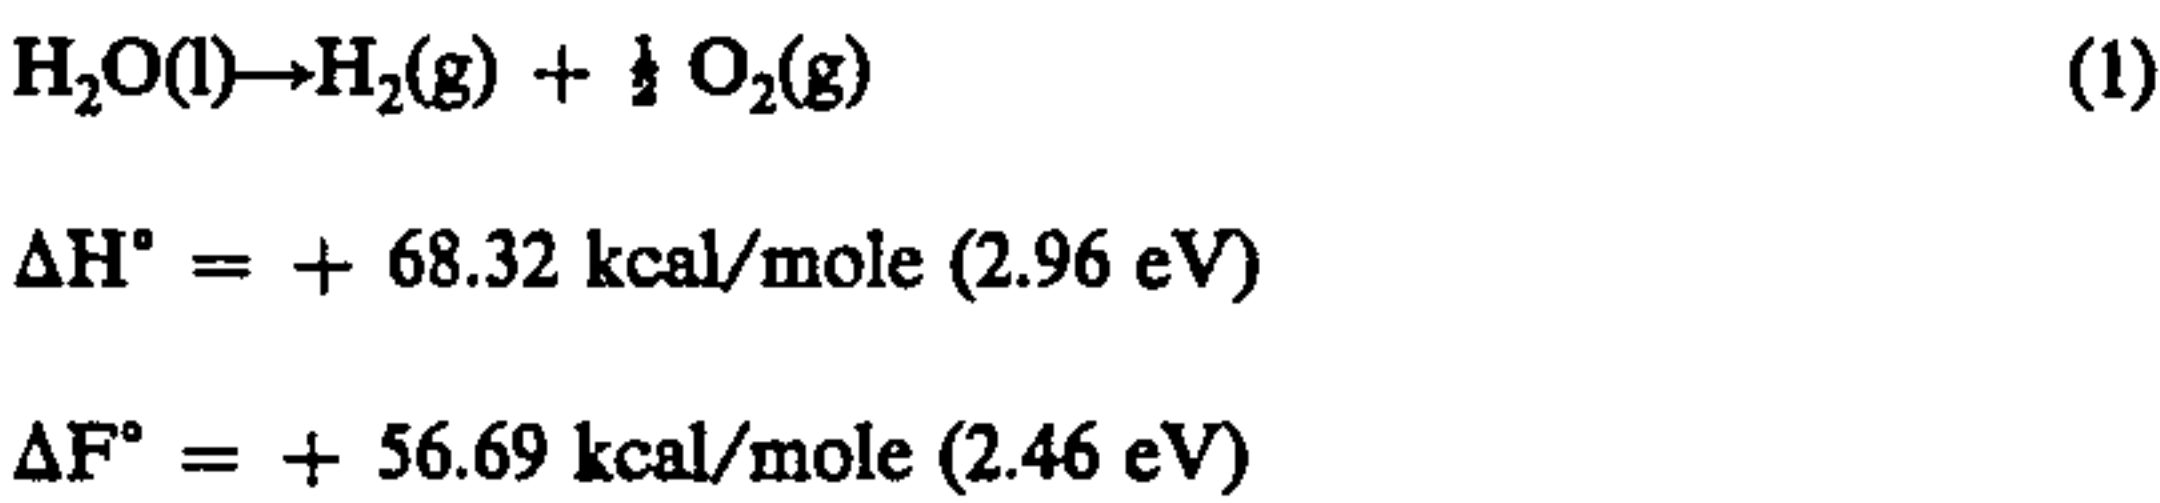 H₂O(l)→H₂(g) + ½ O₂(g) (1)
ΔH° = + 68.32 kcal/mole (2.96 eV)
ΔF° = + 56.69 kcal/mole (2.46 eV)